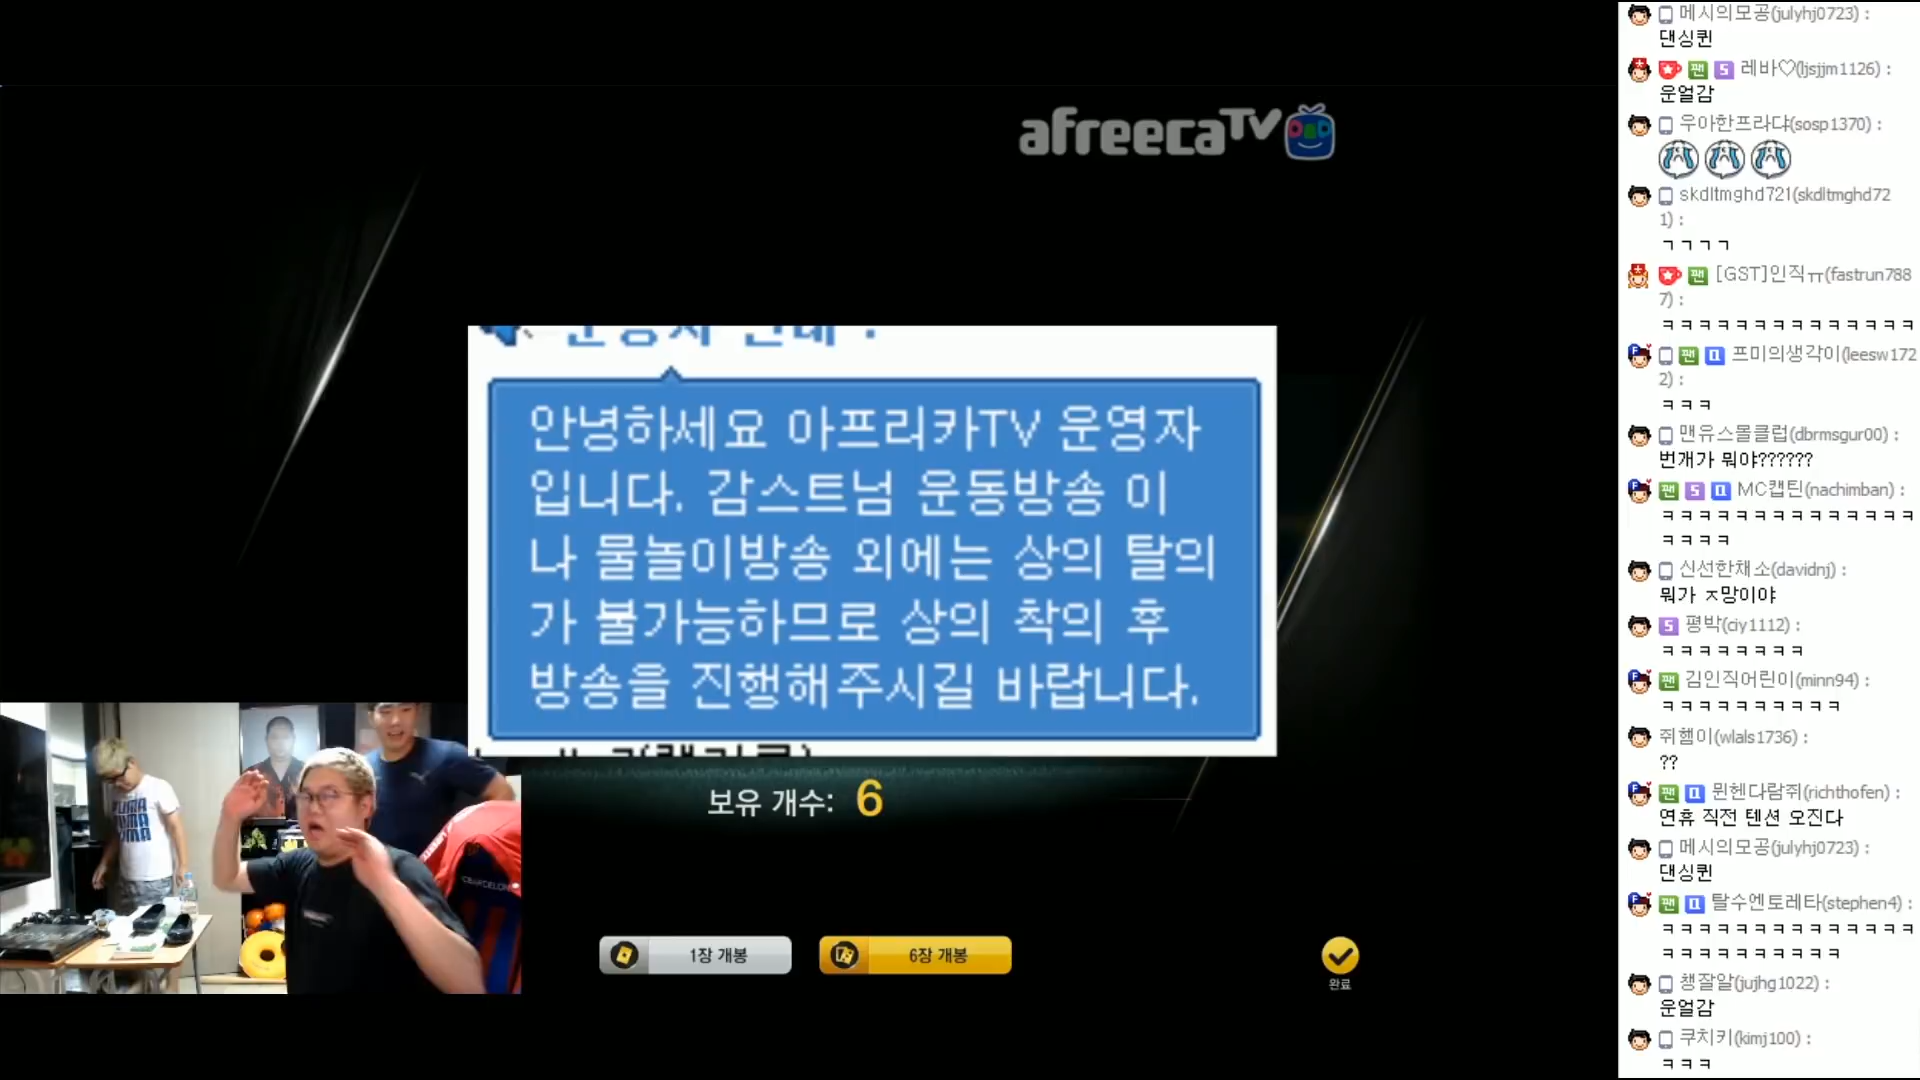 afreecaTV
운영자 안내 :
안녕하세요 아프리카TV 운영자
입니다. 감스트님 운동방송 이
나 물놀이방송 외에는 상의 탈의
가 불가능하므로 상의 착의 후
방송을 진행해주시길 바랍니다.
보유 개수: 6
1장 개봉
6장 개봉
완료
PUMA
메시의모공(julyhj0723) :
댄싱퀸
팬 S 레바♡(ljsjjm1126) :
운얼감
우아한프라댜(sosp1370) :
skdltmghd721(skdltmghd72
1) :
ㄱㄱㄱㄱ
팬 [GST]인직ㅠ(fastrun788
7) :
ㅋㅋㅋㅋㅋㅋㅋㅋㅋㅋㅋㅋㅋㅋ
팬 프미의생각이(leesw172
2) :
ㅋㅋㅋ
맨유스몰클럽(dbrmsgur00) :
번개가 뭐야??????
팬 S MC캡틴(nachimban) :
ㅋㅋㅋㅋㅋㅋㅋㅋㅋㅋㅋㅋㅋㅋ
ㅋㅋㅋㅋ
신선한채소(davidnj) :
뭐가 ㅈ망이야
S 평박(ciy1112) :
ㅋㅋㅋㅋㅋㅋㅋㅋ
팬 김인직어린이(minn94) :
ㅋㅋㅋㅋㅋㅋㅋㅋㅋㅋ
쥐햄이(wlals1736) :
??
팬 뮌헨다람쥐(richthofen) :
연휴 직전 텐션 오진다
메시의모공(julyhj0723) :
댄싱퀸
팬 탈수엔토레타(stephen4) :
ㅋㅋㅋㅋㅋㅋㅋㅋㅋㅋㅋㅋㅋㅋ
ㅋㅋㅋㅋㅋㅋㅋㅋㅋㅋ
챙잘알(jujhg1022) :
운얼감
쿠치키(kimj100) :
ㅋㅋㅋ